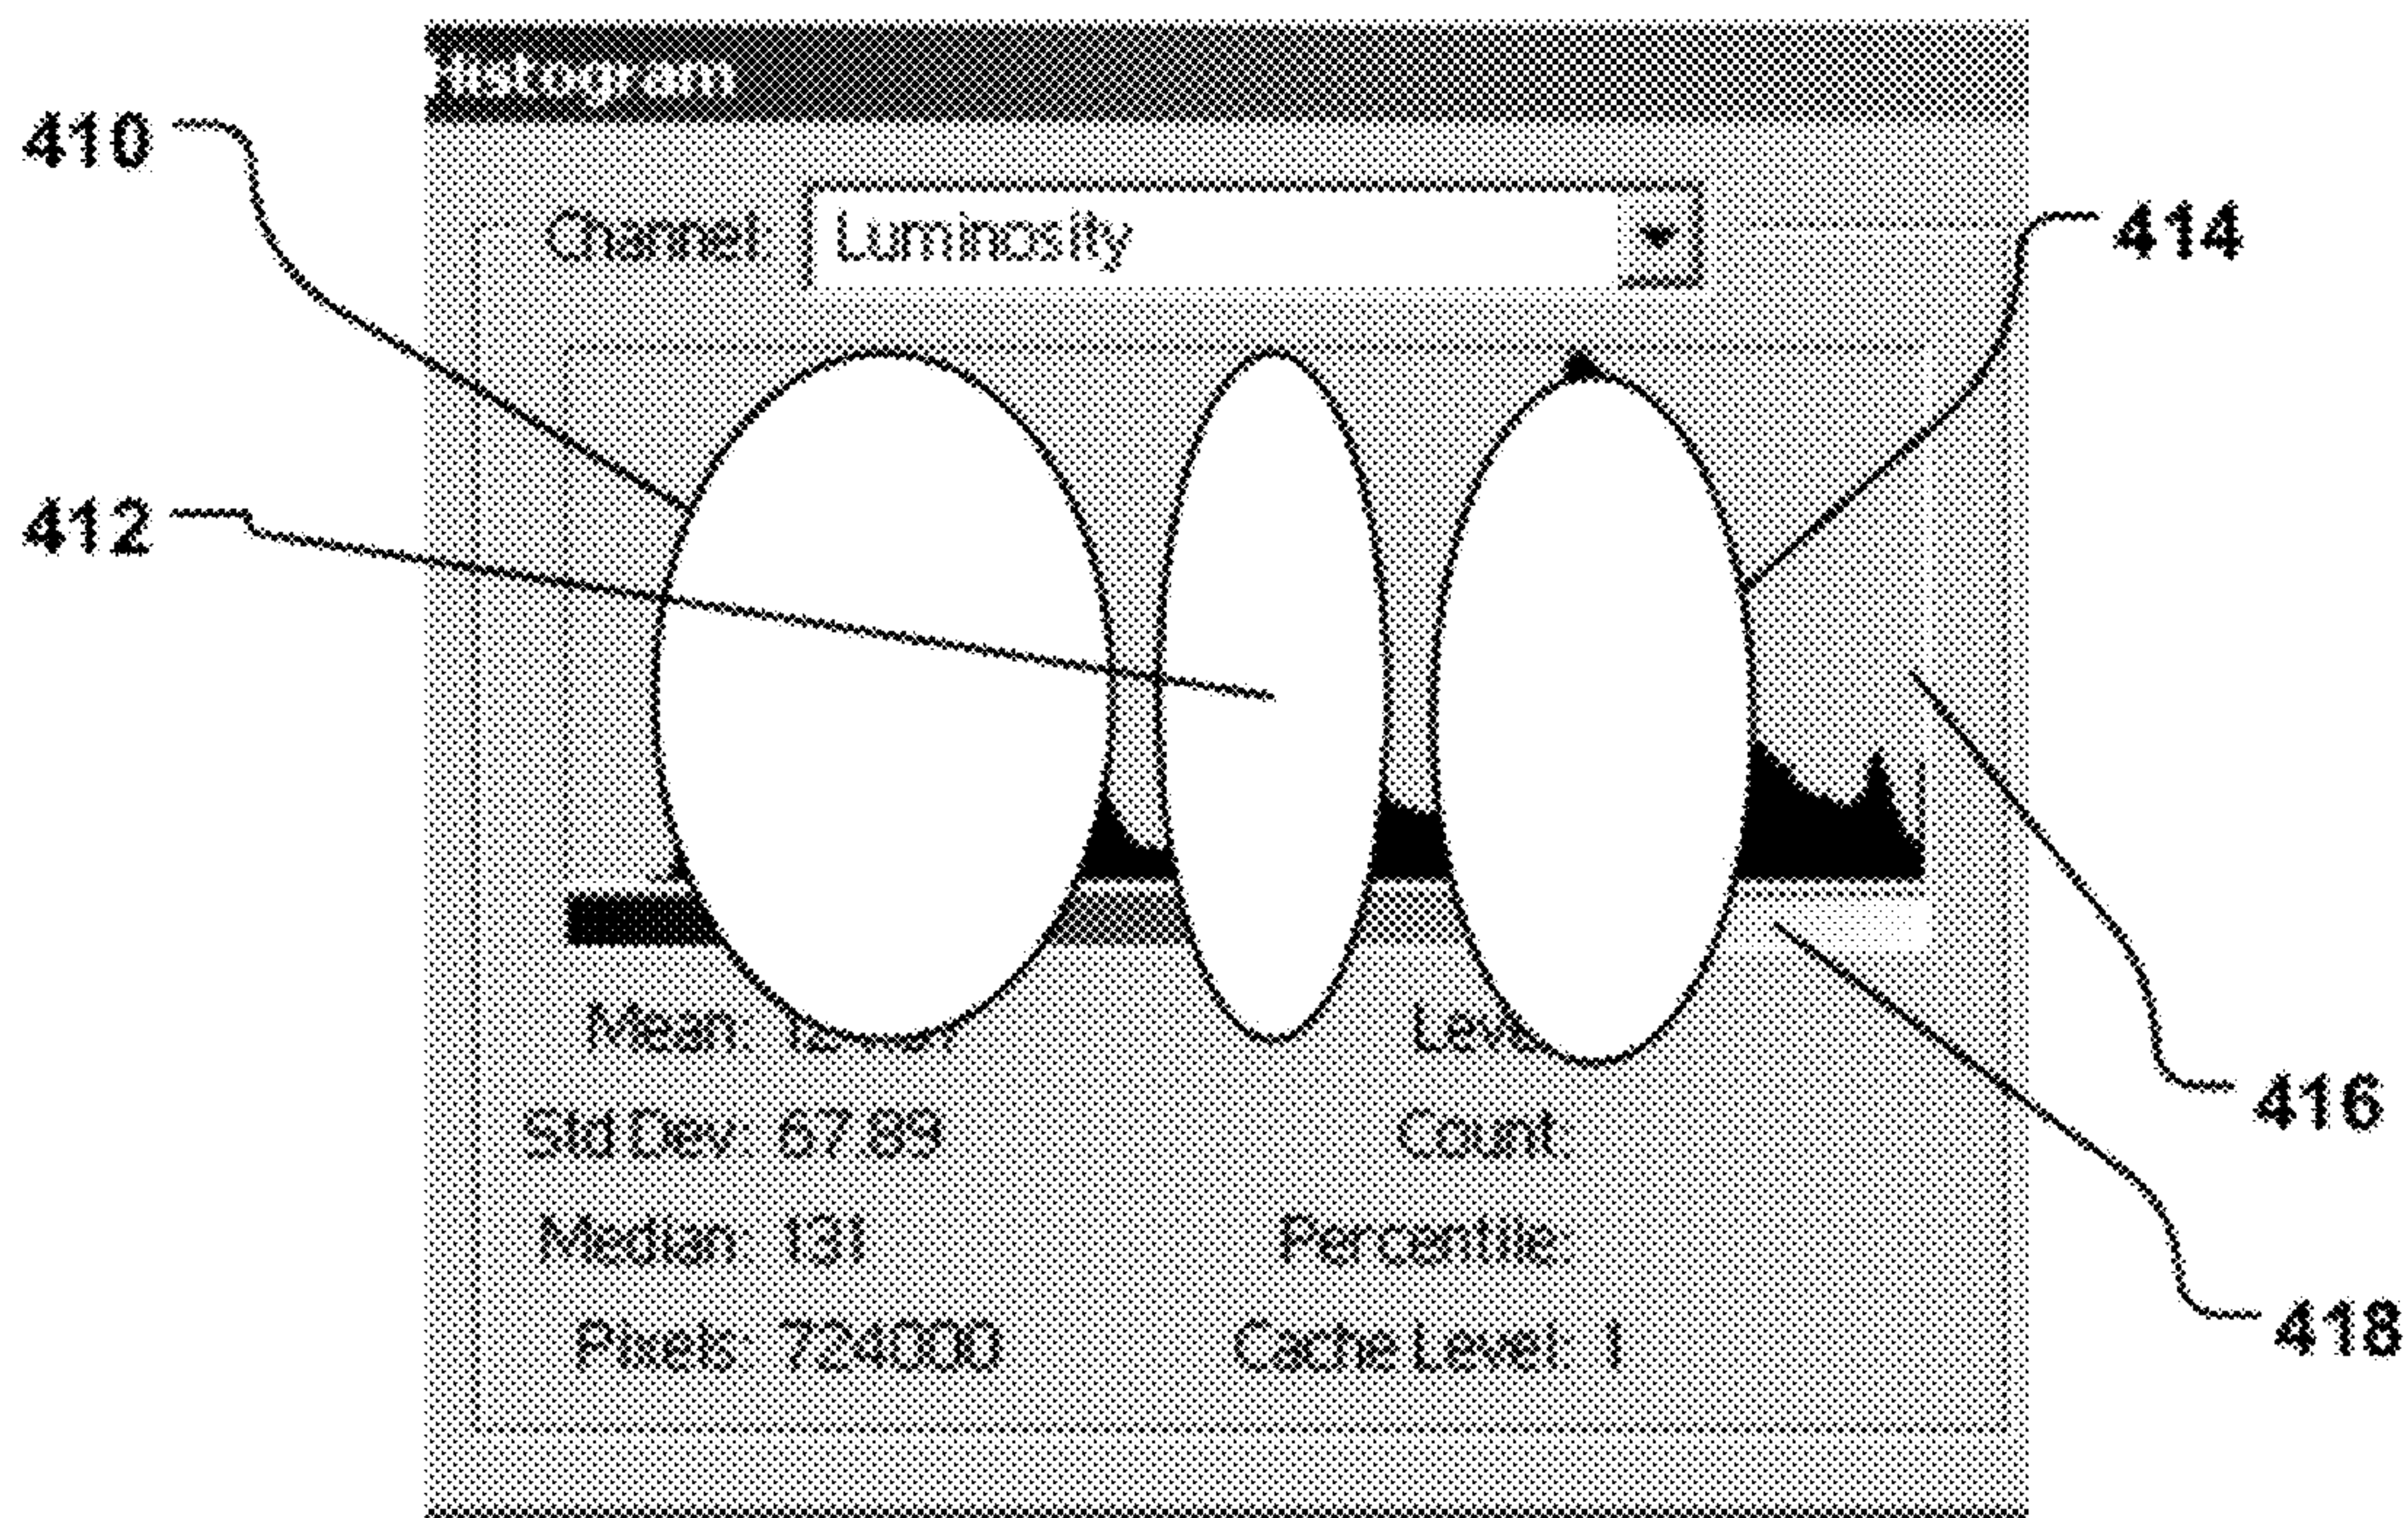 Histogram
410
Channel: Luminosity
414
412
Mean:
Std Dev: 67.89
416
Count:
Median: 131
Percentile:
418
Pixels: 724000
Cache Level: 1